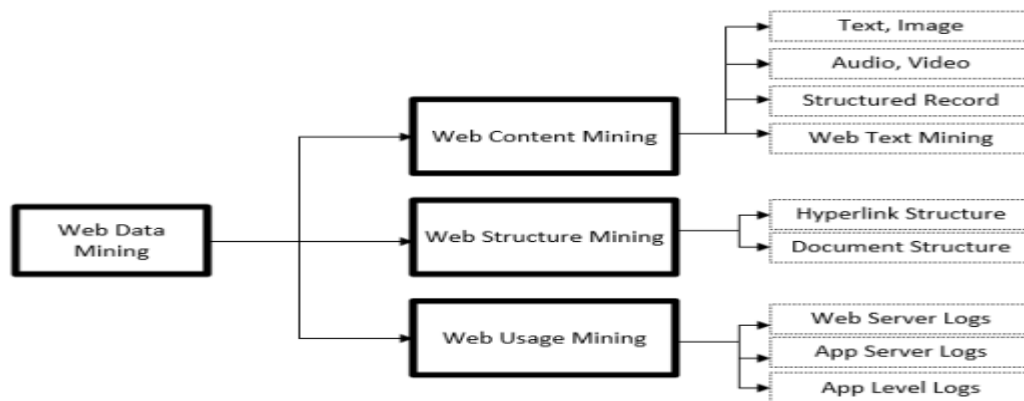 Web Data
Mining
Web Content Mining
Text, Image
Audio, Video
Structured Record
Web Text Mining
Web Structure Mining
Hyperlink Structure
Document Structure
Web Usage Mining
Web Server Logs
App Server Logs
App Level Logs